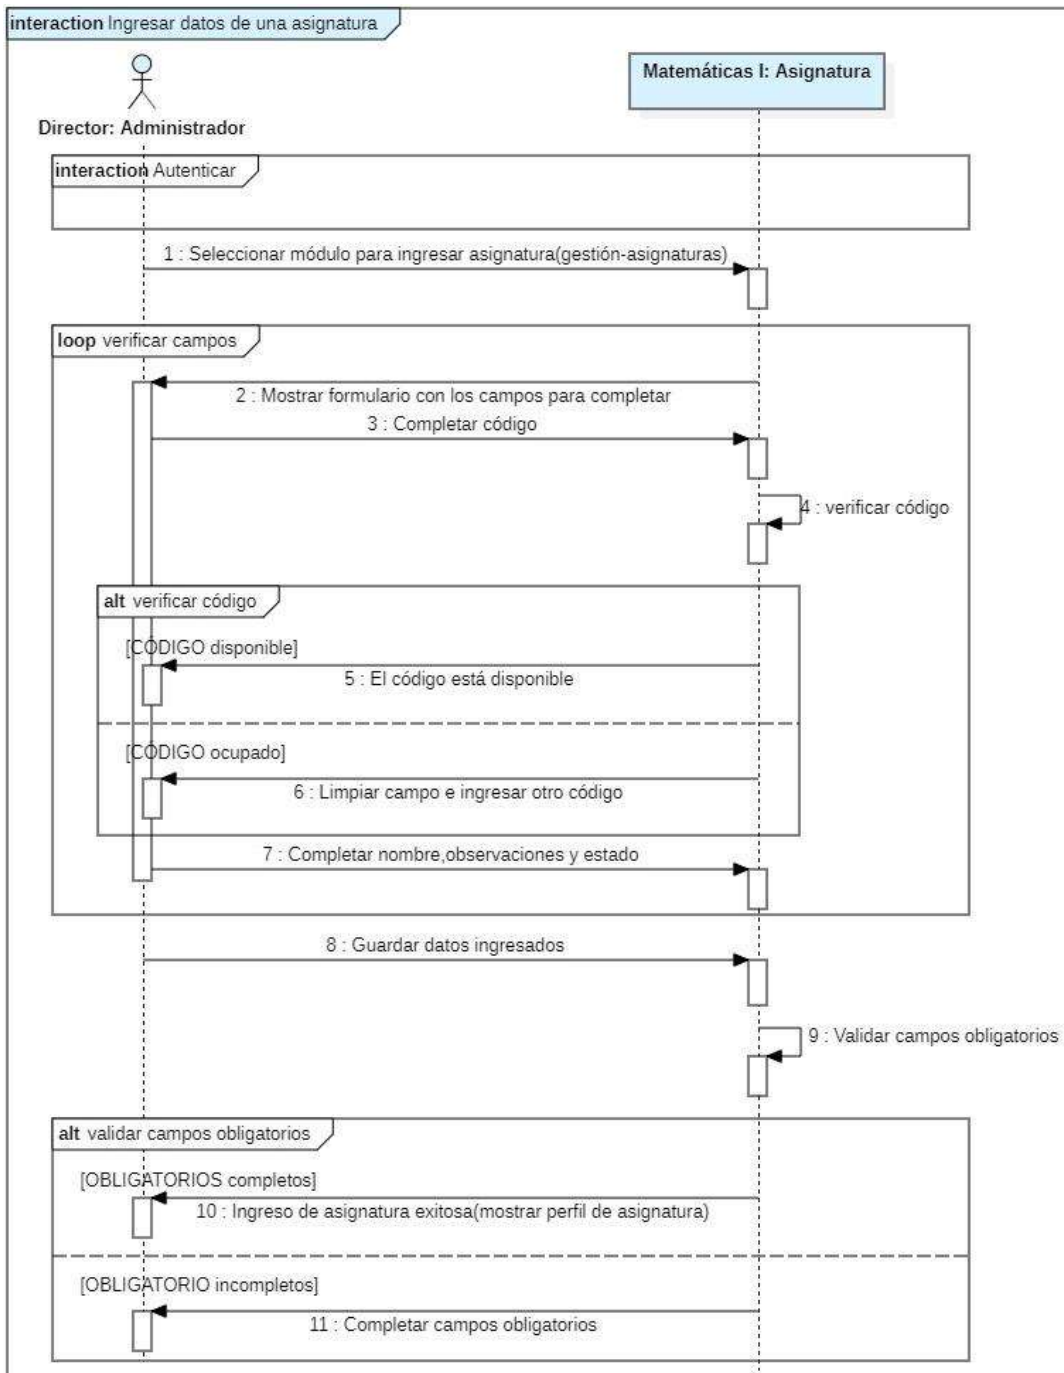 interaction Ingresar datos de una asignatura
Matemáticas I: Asignatura
Director: Administrador
interaction Autenticar
1 : Seleccionar módulo para ingresar asignatura(gestión-asignaturas)
loop verificar campos
2 : Mostrar formulario con los campos para completar
3 : Completar código
4 : verificar código
alt verificar código
[CÓDIGO disponible]
5 : El código está disponible
[CÓDIGO ocupado]
6 : Limpiar campo e ingresar otro código
7 : Completar nombre,observaciones y estado
8 : Guardar datos ingresados
9 : Validar campos obligatorios
alt validar campos obligatorios
[OBLIGATORIOS completos]
10 : Ingreso de asignatura exitosa(mostrar perfil de asignatura)
[OBLIGATORIO incompletos]
11 : Completar campos obligatorios